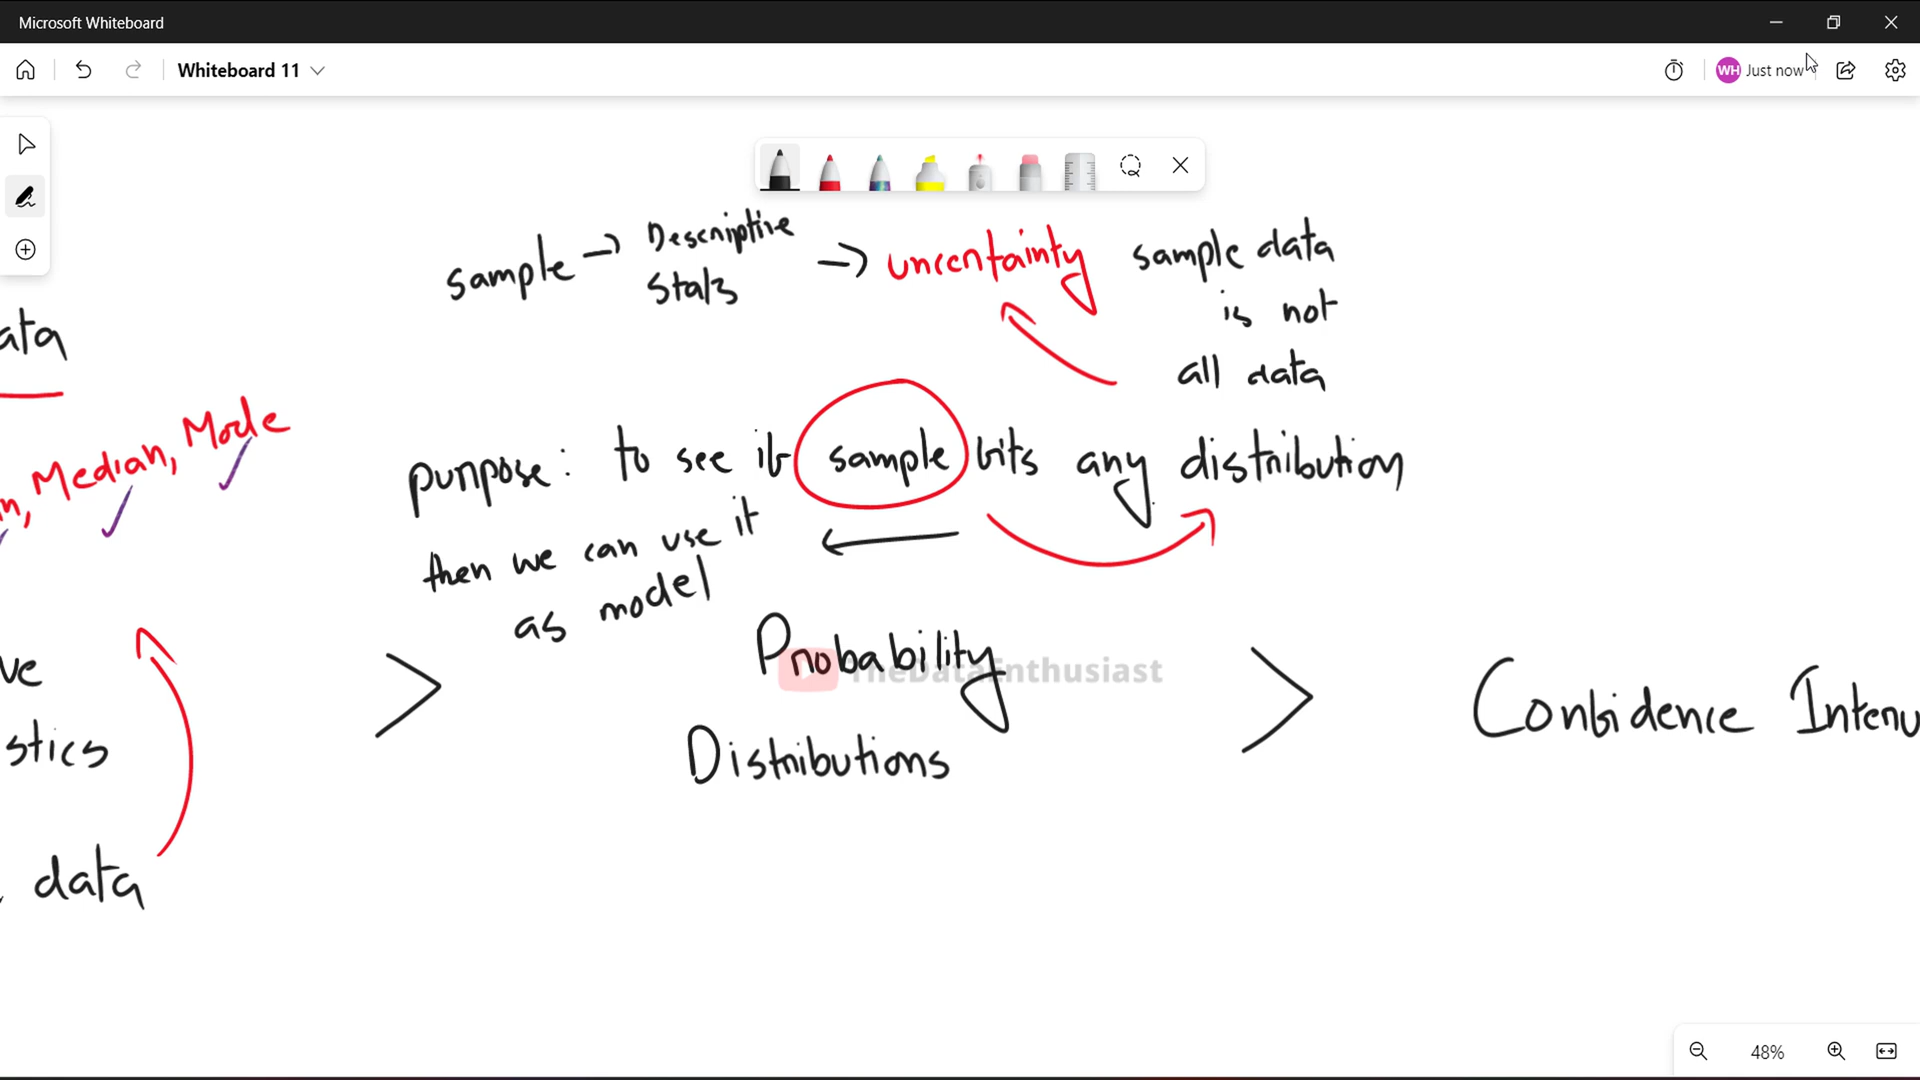 Microsoft Whiteboard
Whiteboard 11
WH Just now
sample → Descriptive Stats → uncertainty
sample data
is not
all data
ata
n, Median, Mode
purpose: to see if sample fits any distribution
then we can use it
as model
ve
stics
data
> Probability
Distributions
TheDataEnthusiast
> Confidence Interv
48%